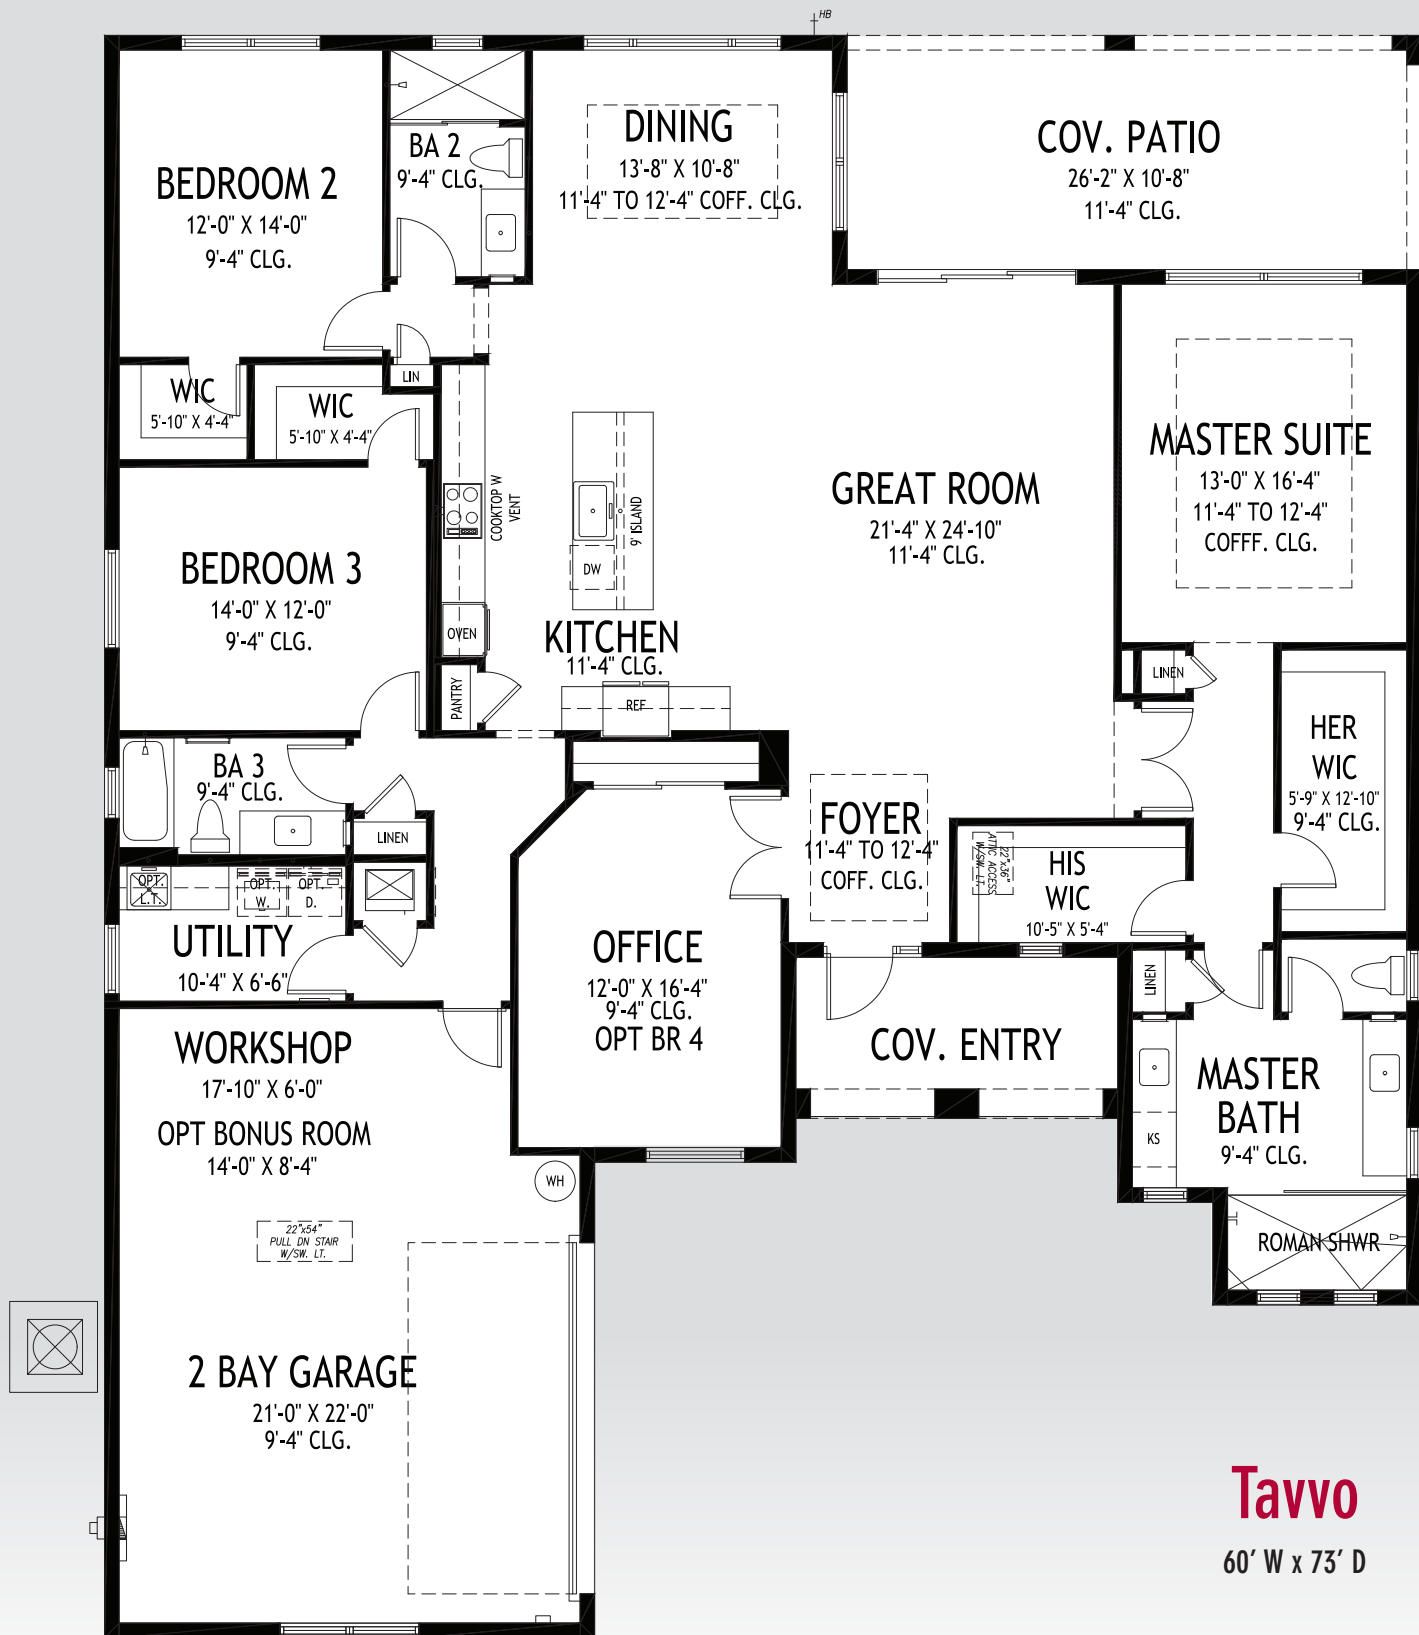 HB
BEDROOM 2
12'-0" X 14'-0"
9'-4" CLG.
BA 2
9'-4" CLG.
DINING
13'-8" X 10'-8"
11'-4" TO 12'-4" COFF. CLG.
COV. PATIO
26'-2" X 10'-8"
11'-4" CLG.
WIC
5'-10" X 4'-4"
WIC
5'-10" X 4'-4"
LIN
COOKTOP W
VENT
9' ISLAND
DW
OVEN
PANTRY
REF
KITCHEN
11'-4" CLG.
GREAT ROOM
21'-4" X 24'-10"
11'-4" CLG.
MASTER SUITE
13'-0" X 16'-4"
11'-4" TO 12'-4"
COFFF. CLG.
BEDROOM 3
14'-0" X 12'-0"
9'-4" CLG.
LINEN
HER
WIC
5'-9" X 12'-10"
9'-4" CLG.
BA 3
9'-4" CLG.
LINEN
FOYER
11'-4" TO 12'-4"
COFF. CLG.
22"x36"
ATTIC ACCESS
W/SW. LT.
HIS
WIC
10'-5" X 5'-4"
OPT.
L.T.
OPT.
W.
OPT.
D.
UTILITY
10-'4" X 6'-6"
OFFICE
12'-0" X 16'-4"
9'-4" CLG.
OPT BR 4
LINEN
COV. ENTRY
MASTER
BATH
9'-4" CLG.
KS
ROMAN SHWR
WORKSHOP
17'-10" X 6'-0"
OPT BONUS ROOM
14'-0" X 8'-4"
WH
22"x54"
PULL DN STAIR
W/SW. LT.
2 BAY GARAGE
21'-0" X 22'-0"
9'-4" CLG.
Tavvo
60' W x 73' D